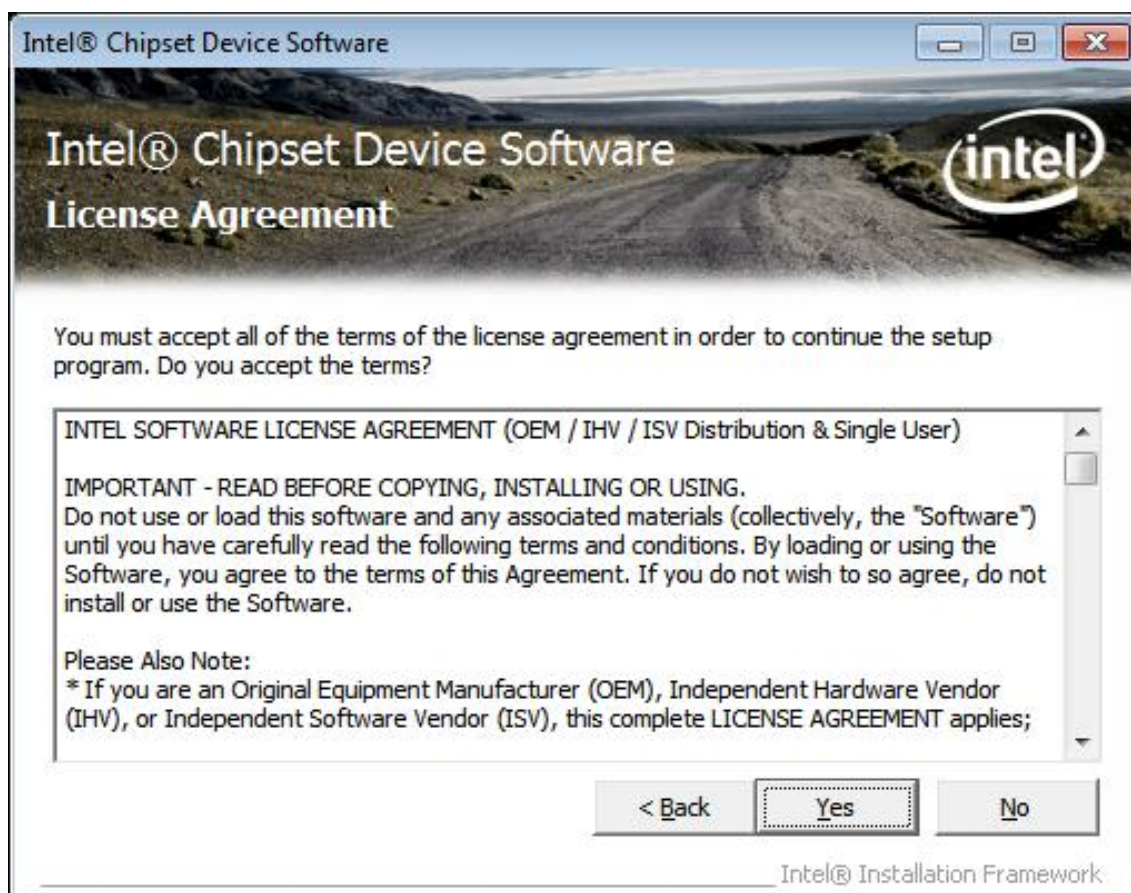 Intel® Chipset Device Software
Intel® Chipset Device Software
intel
License Agreement
You must accept all of the terms of the license agreement in order to continue the setup
program. Do you accept the terms?
INTEL SOFTWARE LICENSE AGREEMENT (OEM / IHV / ISV Distribution & Single User)
IMPORTANT - READ BEFORE COPYING, INSTALLING OR USING.
Do not use or load this software and any associated materials (collectively, the "Software")
until you have carefully read the following terms and conditions. By loading or using the
Software, you agree to the terms of this Agreement. If you do not wish to so agree, do not
install or use the Software.
Please Also Note:
* If you are an Original Equipment Manufacturer (OEM), Independent Hardware Vendor
(IHV), or Independent Software Vendor (ISV), this complete LICENSE AGREEMENT applies;
< Back Yes No
Intel® Installation Framework